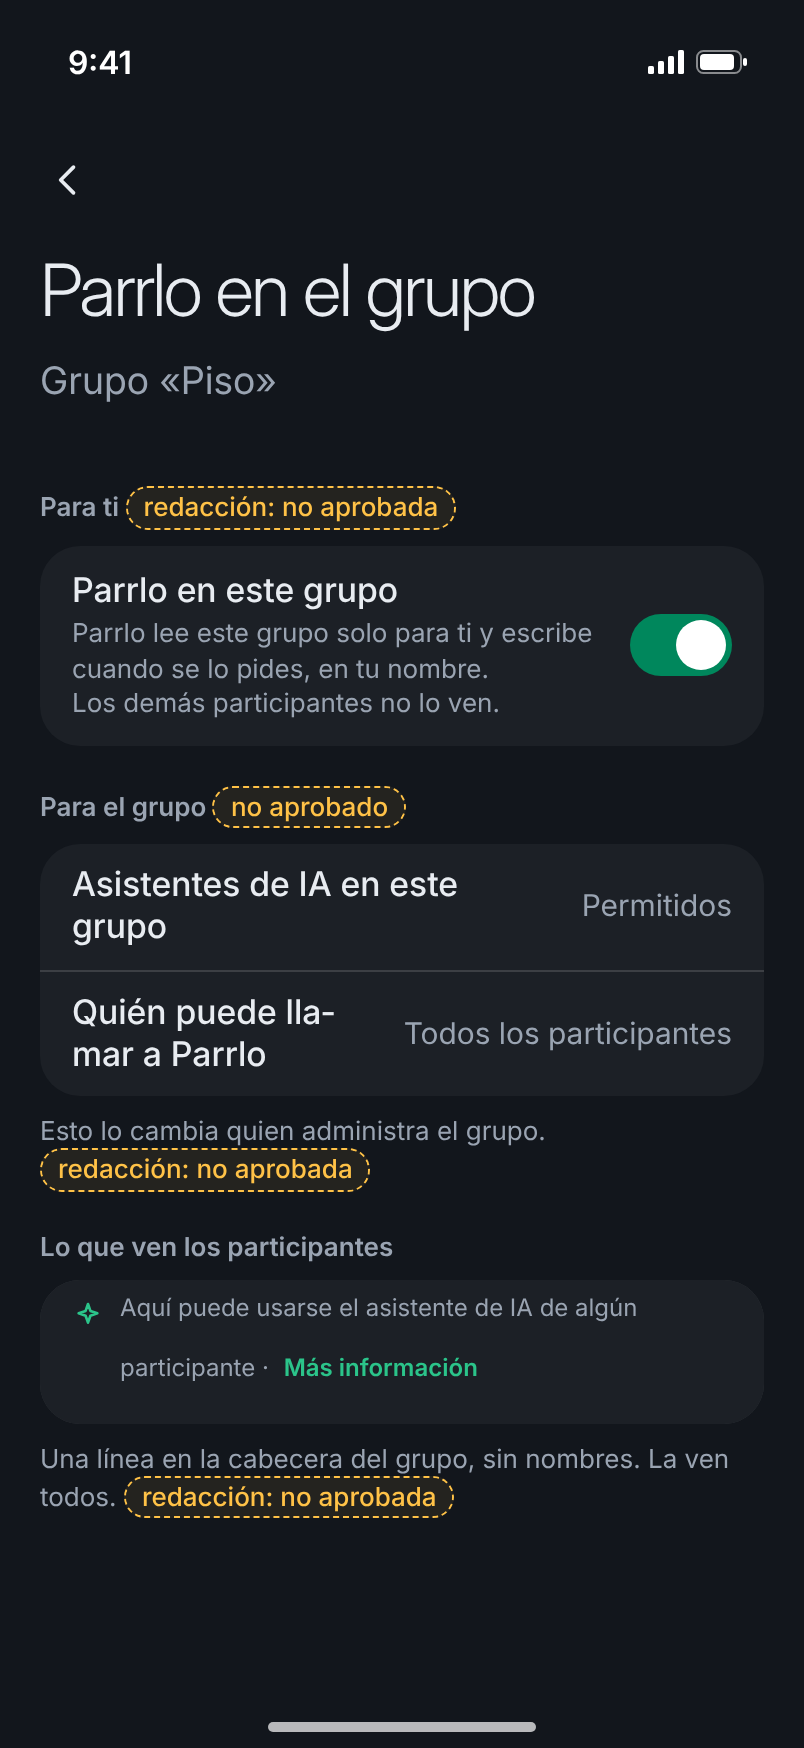 9:41
Parrlo en el grupo
Grupo «Piso»
Para ti redacción: no aprobada
Parrlo en este grupo
Parrlo lee este grupo solo para ti y escribe
cuando se lo pides, en tu nombre.
Los demás participantes no lo ven.
Para el grupo no aprobado
Asistentes de IA en este
grupo
Permitidos
Quién puede lla-
mar a Parrlo
Todos los participantes
Esto lo cambia quien administra el grupo.
redacción: no aprobada
Lo que ven los participantes
Aquí puede usarse el asistente de IA de algún
participante · Más información
Una línea en la cabecera del grupo, sin nombres. La ven
todos. redacción: no aprobada